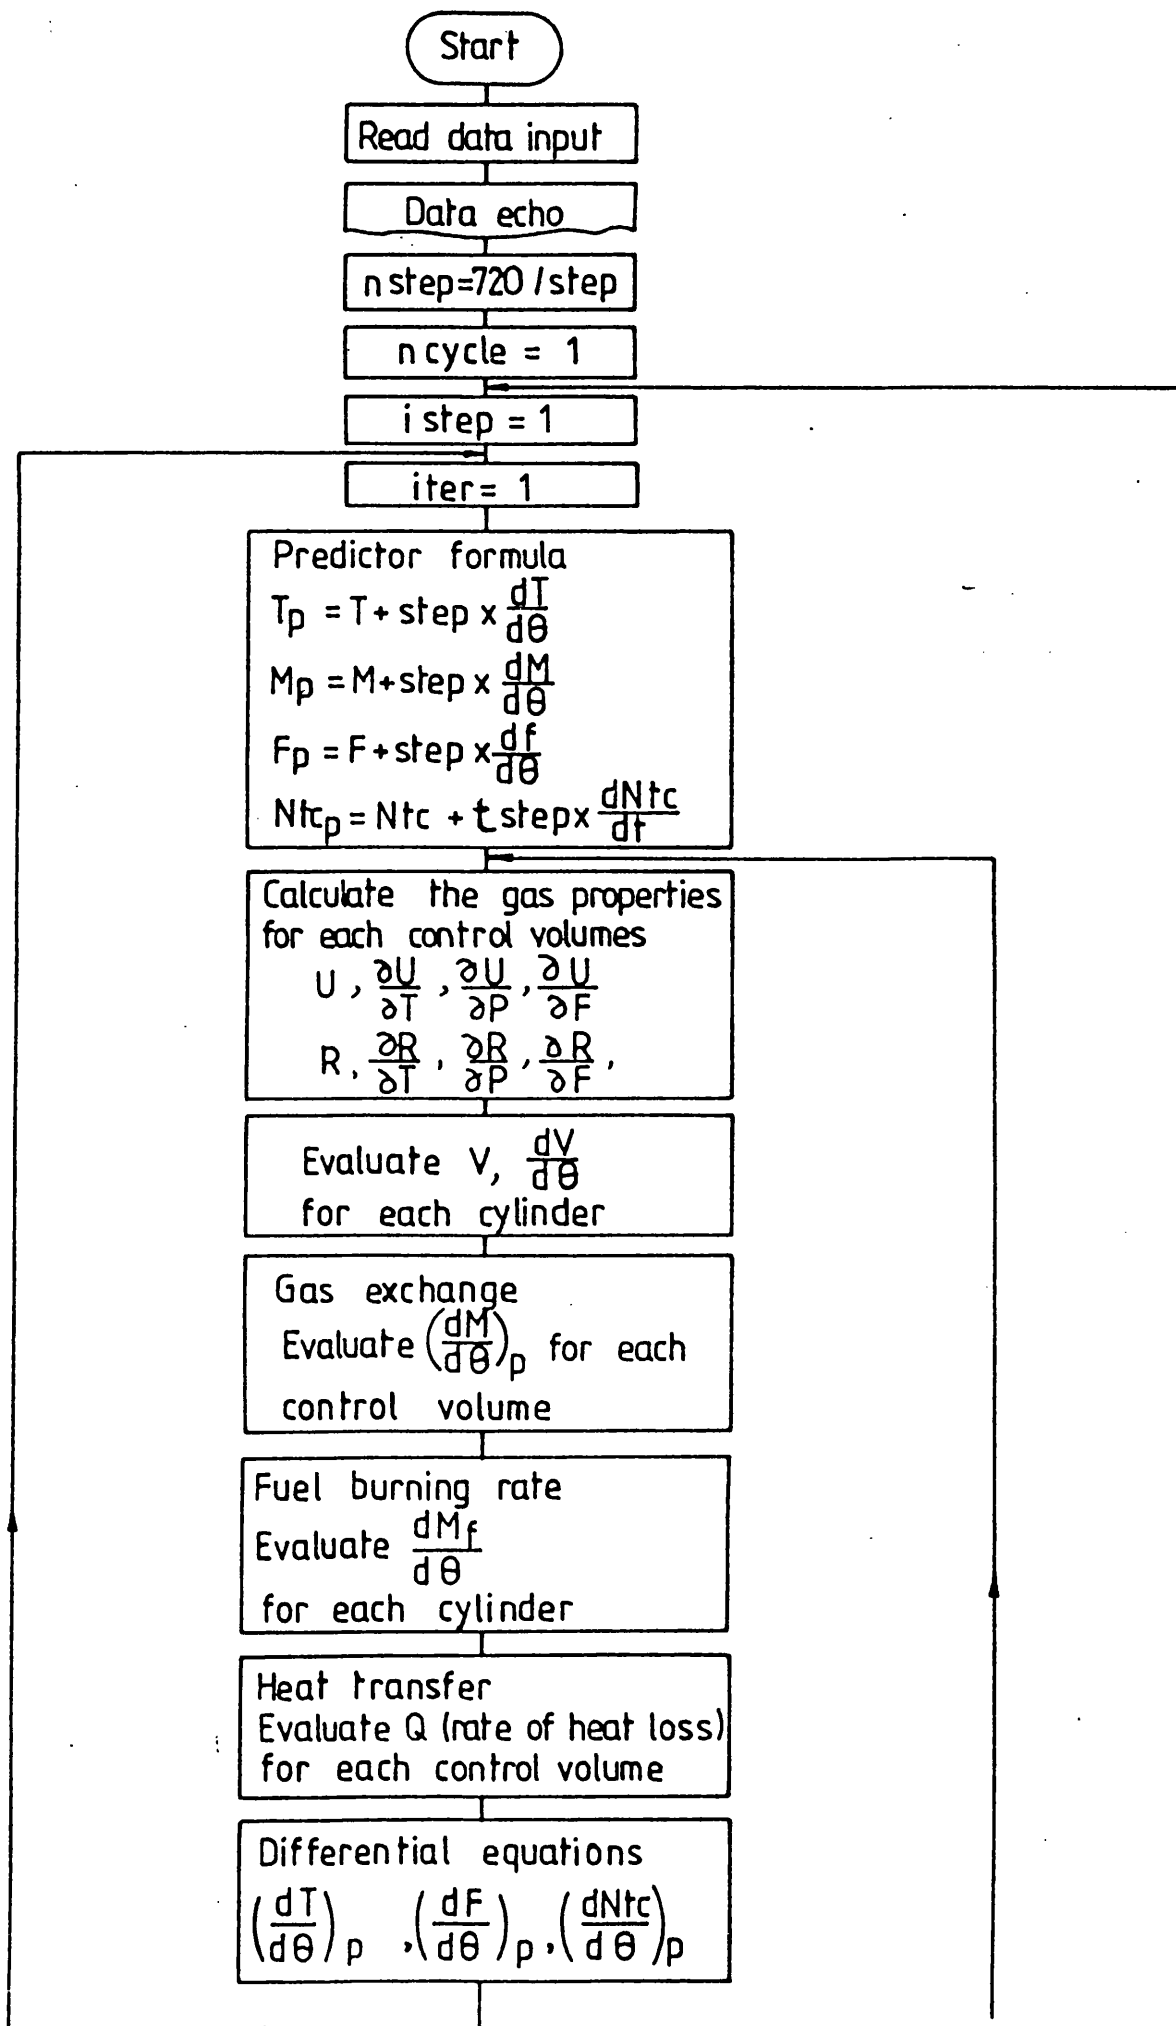 Start
Read data input
Data echo
n step=720 / step
n cycle = 1
i step = 1
iter= 1
Predictor formula
Tp = T + step x dT/dθ
Mp = M+step x dM/dθ
Fp = F+step x df/dθ
Ntcp = Ntc + t step x dNtc/dt
Calculate the gas properties
for each control volumes
U , ∂U/∂T , ∂U/∂P , ∂U/∂F
R , ∂R/∂T , ∂R/∂P , ∂R/∂F ,
Evaluate V, dV/dθ
for each cylinder
Gas exchange
Evaluate (dM/dθ)p for each
control volume
Fuel burning rate
Evaluate dMf/dθ
for each cylinder
Heat transfer
Evaluate Q (rate of heat loss)
for each control volume
Differential equations
(dT/dθ)p , (dF/dθ)p , (dNtc/dθ)p